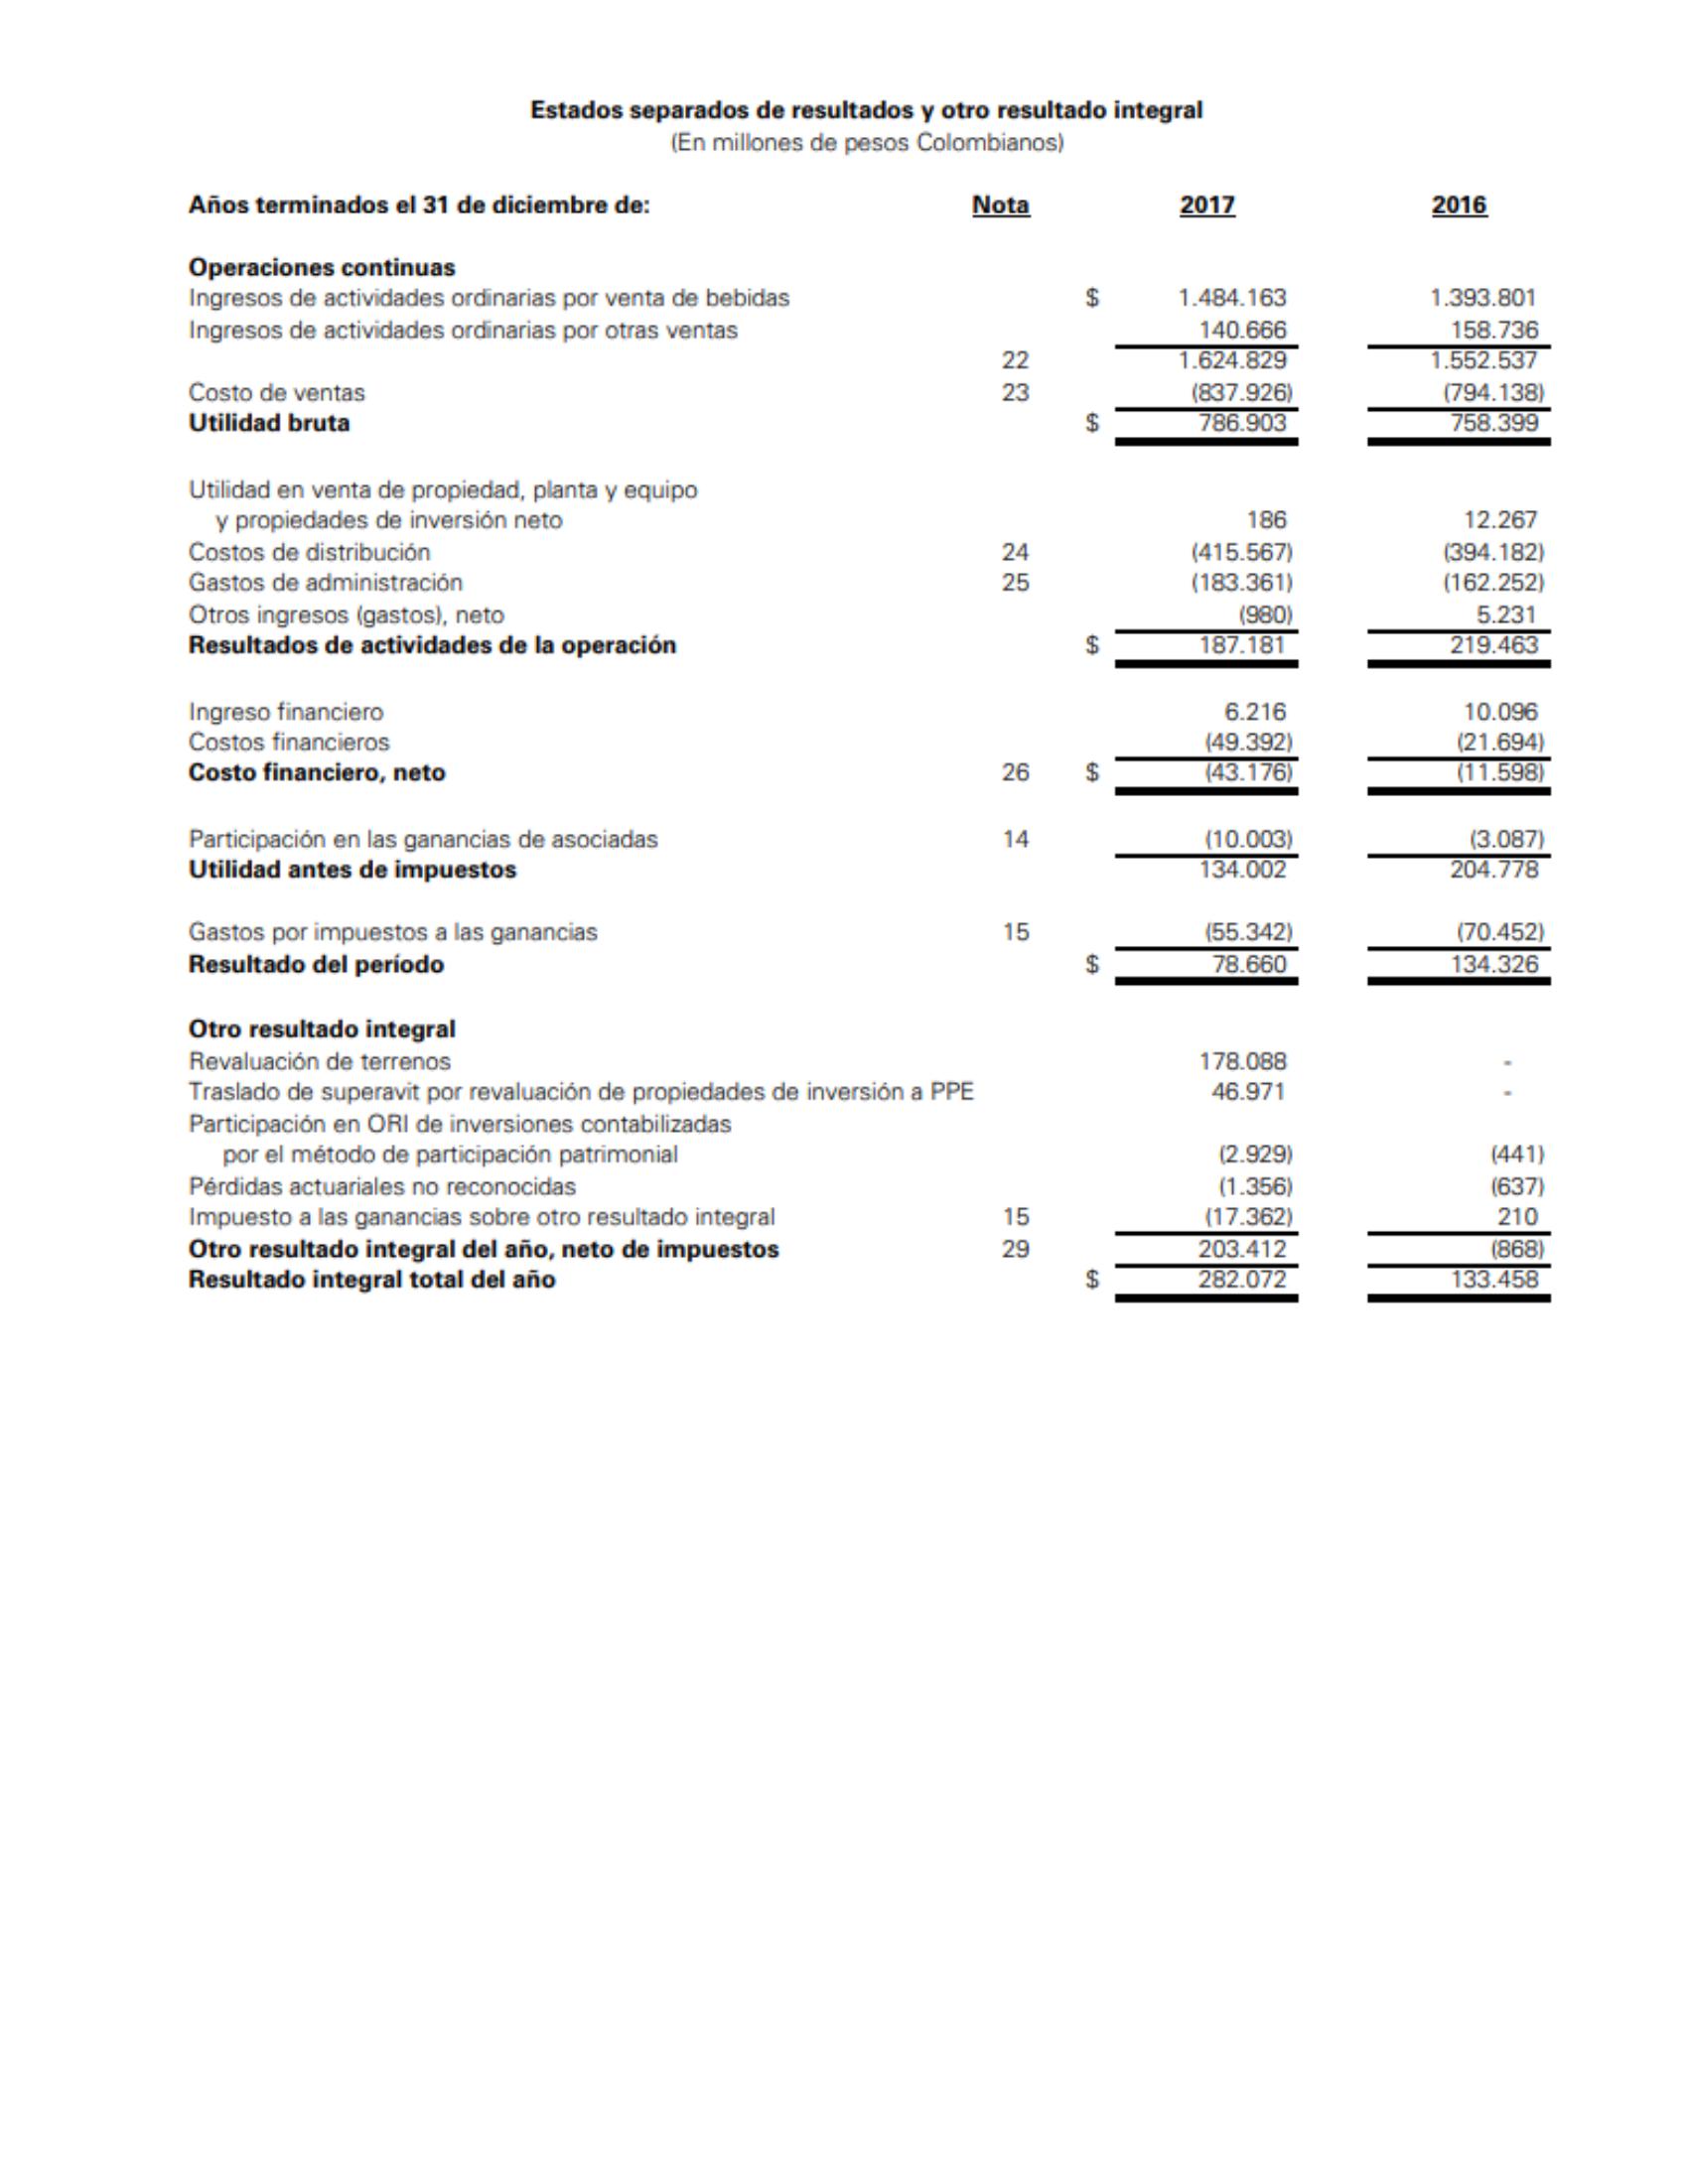 Estados separados de resultados y otro resultado integral
(En millones de pesos Colombianos)
Años terminados el 31 de diciembre de: Nota 2017 2016
Operaciones continuas
Ingresos de actividades ordinarias por venta de bebidas $ 1.484.163 1.393.801
Ingresos de actividades ordinarias por otras ventas 140.666 158.736
22 1.624.829 1.552.537
Costo de ventas 23 (837.926) (794.138)
Utilidad bruta $ 786.903 758.399
Utilidad en venta de propiedad, planta y equipo
y propiedades de inversión neto 186 12.267
Costos de distribución 24 (415.567) (394.182)
Gastos de administración 25 (183.361) (162.252)
Otros ingresos (gastos), neto (980) 5.231
Resultados de actividades de la operación $ 187.181 219.463
Ingreso financiero 6.216 10.096
Costos financieros (49.392) (21.694)
Costo financiero, neto 26 $ (43.176) (11.598)
Participación en las ganancias de asociadas 14 (10.003) (3.087)
Utilidad antes de impuestos 134.002 204.778
Gastos por impuestos a las ganancias 15 (55.342) (70.452)
Resultado del período $ 78.660 134.326
Otro resultado integral
Revaluación de terrenos 178.088 -
Traslado de superavit por revaluación de propiedades de inversión a PPE 46.971 -
Participación en ORI de inversiones contabilizadas
por el método de participación patrimonial (2.929) (441)
Pérdidas actuariales no reconocidas (1.356) (637)
Impuesto a las ganancias sobre otro resultado integral 15 (17.362) 210
Otro resultado integral del año, neto de impuestos 29 203.412 (868)
Resultado integral total del año $ 282.072 133.458